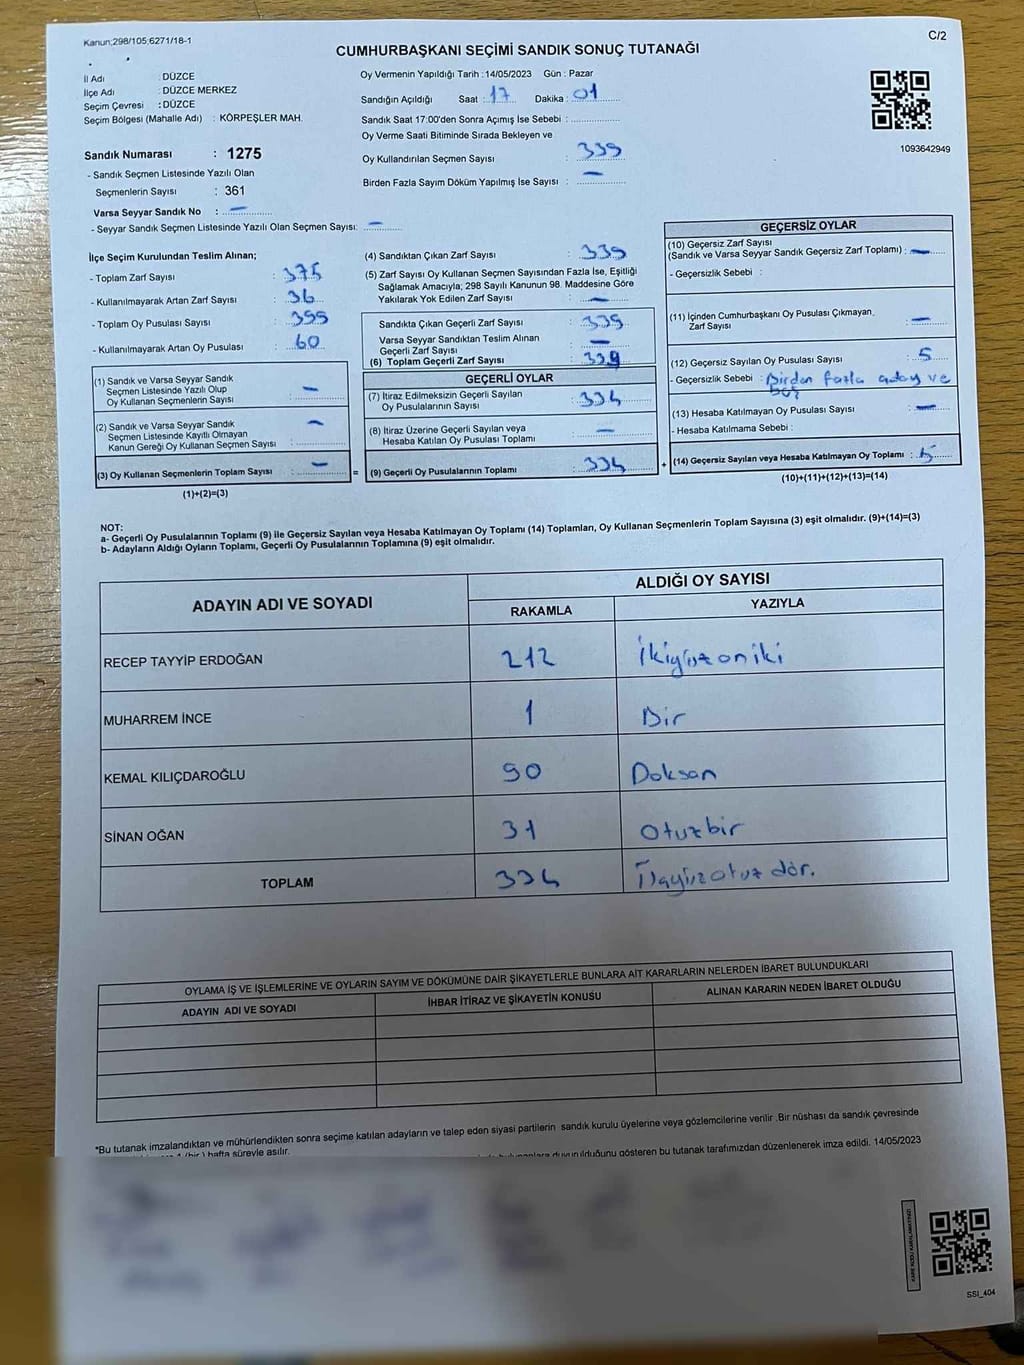 Kanun;298/105;6271/18-1
C/2
CUMHURBAŞKANI SEÇİMİ SANDIK SONUÇ TUTANAĞI
İl Adı : DÜZCE
İlçe Adı : DÜZCE MERKEZ
Seçim Çevresi : DÜZCE
Seçim Bölgesi (Mahalle Adı) : KÖRPEŞLER MAH.
Sandık Numarası : 1275
- Sandık Seçmen Listesinde Yazılı Olan
Seçmenlerin Sayısı : 361
Varsa Seyyar Sandık No : —
- Seyyar Sandık Seçmen Listesinde Yazılı Olan Seçmen Sayısı: —
Oy Vermenin Yapıldığı Tarih :14/05/2023 Gün : Pazar
Sandığın Açıldığı Saat : 17 Dakika : 01
Sandık Saat 17:00'den Sonra Açımış İse Sebebi :
Oy Verme Saati Bitiminde Sırada Bekleyen ve
Oy Kullandırılan Seçmen Sayısı : 339
Birden Fazla Sayım Döküm Yapılmış İse Sayısı : —
1093642949
İlçe Seçim Kurulundan Teslim Alınan;
- Toplam Zarf Sayısı : 375
- Kullanılmayarak Artan Zarf Sayısı : 36
- Toplam Oy Pusulası Sayısı : 399
- Kullanılmayarak Artan Oy Pusulası : 60
(1) Sandık ve Varsa Seyyar Sandık
Seçmen Listesinde Yazılı Olup
Oy Kullanan Seçmenlerin Sayısı : —
(2) Sandık ve Varsa Seyyar Sandık
Seçmen Listesinde Kayıtlı Olmayan
Kanun Gereği Oy Kullanan Seçmen Sayısı : —
(3) Oy Kullanan Seçmenlerin Toplam Sayısı : —
(1)+(2)=(3)
=
(4) Sandıktan Çıkan Zarf Sayısı : 339
(5) Zarf Sayısı Oy Kullanan Seçmen Sayısından Fazla İse, Eşitliği
Sağlamak Amacıyla; 298 Sayılı Kanunun 98. Maddesine Göre
Yakılarak Yok Edilen Zarf Sayısı : —
Sandıkta Çıkan Geçerli Zarf Sayısı : 339
Varsa Seyyar Sandıktan Teslim Alınan
Geçerli Zarf Sayısı : —
(6) Toplam Geçerli Zarf Sayısı : 339
GEÇERLİ OYLAR
(7) İtiraz Edilmeksizin Geçerli Sayılan
Oy Pusulalarının Sayısı : 334
(8) İtiraz Üzerine Geçerli Sayılan veya
Hesaba Katılan Oy Pusulası Toplamı : —
(9) Geçerli Oy Pusulalarının Toplamı : 334
+
GEÇERSİZ OYLAR
(10) Geçersiz Zarf Sayısı
(Sandık ve Varsa Seyyar Sandık Geçersiz Zarf Toplamı) : —
- Geçersizlik Sebebi :
(11) İçinden Cumhurbaşkanı Oy Pusulası Çıkmayan,
Zarf Sayısı : —
(12) Geçersiz Sayılan Oy Pusulası Sayısı : 5
- Geçersizlik Sebebi : Birden fazla aday ve
boş
(13) Hesaba Katılmayan Oy Pusulası Sayısı : —
- Hesaba Katılmama Sebebi :
(14) Geçersiz Sayılan veya Hesaba Katılmayan Oy Toplamı : 5
(10)+(11)+(12)+(13)=(14)
NOT:
a- Geçerli Oy Pusulasının Toplamı (9) ile Geçersiz Sayılan veya Hesaba Katılmayan Oy Toplamı (14) Toplamları, Oy Kullanan Seçmenlerin Toplam Sayısına (3) eşit olmalıdır. (9)+(14)=(3)
b- Adayların Aldığı Oyların Toplamı, Geçerli Oy Pusulalarının Toplamına (9) eşit olmalıdır.
ADAYIN ADI VE SOYADI
ALDIĞI OY SAYISI
RAKAMLA YAZIYLA
RECEP TAYYİP ERDOĞAN 212 İkiyüzoniki
MUHARREM İNCE 1 Bir
KEMAL KILIÇDAROĞLU 90 Doksan
SİNAN OĞAN 31 Otuzbir
TOPLAM 334 Üçyüzotuz dör.
OYLAMA İŞ VE İŞLEMLERİNE VE OYLARIN SAYIM VE DÖKÜMÜNE DAİR ŞİKAYETLERLE BUNLARA AİT KARARLARIN NELERDEN İBARET BULUNDUKLARI
ADAYIN ADI VE SOYADI İHBAR İTİRAZ VE ŞİKAYETİN KONUSU ALINAN KARARIN NEDEN İBARET OLDUĞU
*Bu tutanak imzalandıktan ve mühürlendikten sonra seçime katılan adayların ve talep eden siyasi partilerin sandık kurulu üyelerine veya gözlemcilerine verilir .Bir nüshası da sandık çevresinde
1 (bir ) hafta süreyle asılır.
duyurulduğunu gösteren bu tutanak tarafımızdan düzenlenerek imza edildi. 14/05/2023
KARE KODU KARALAMAYINIZ!
SSI_404